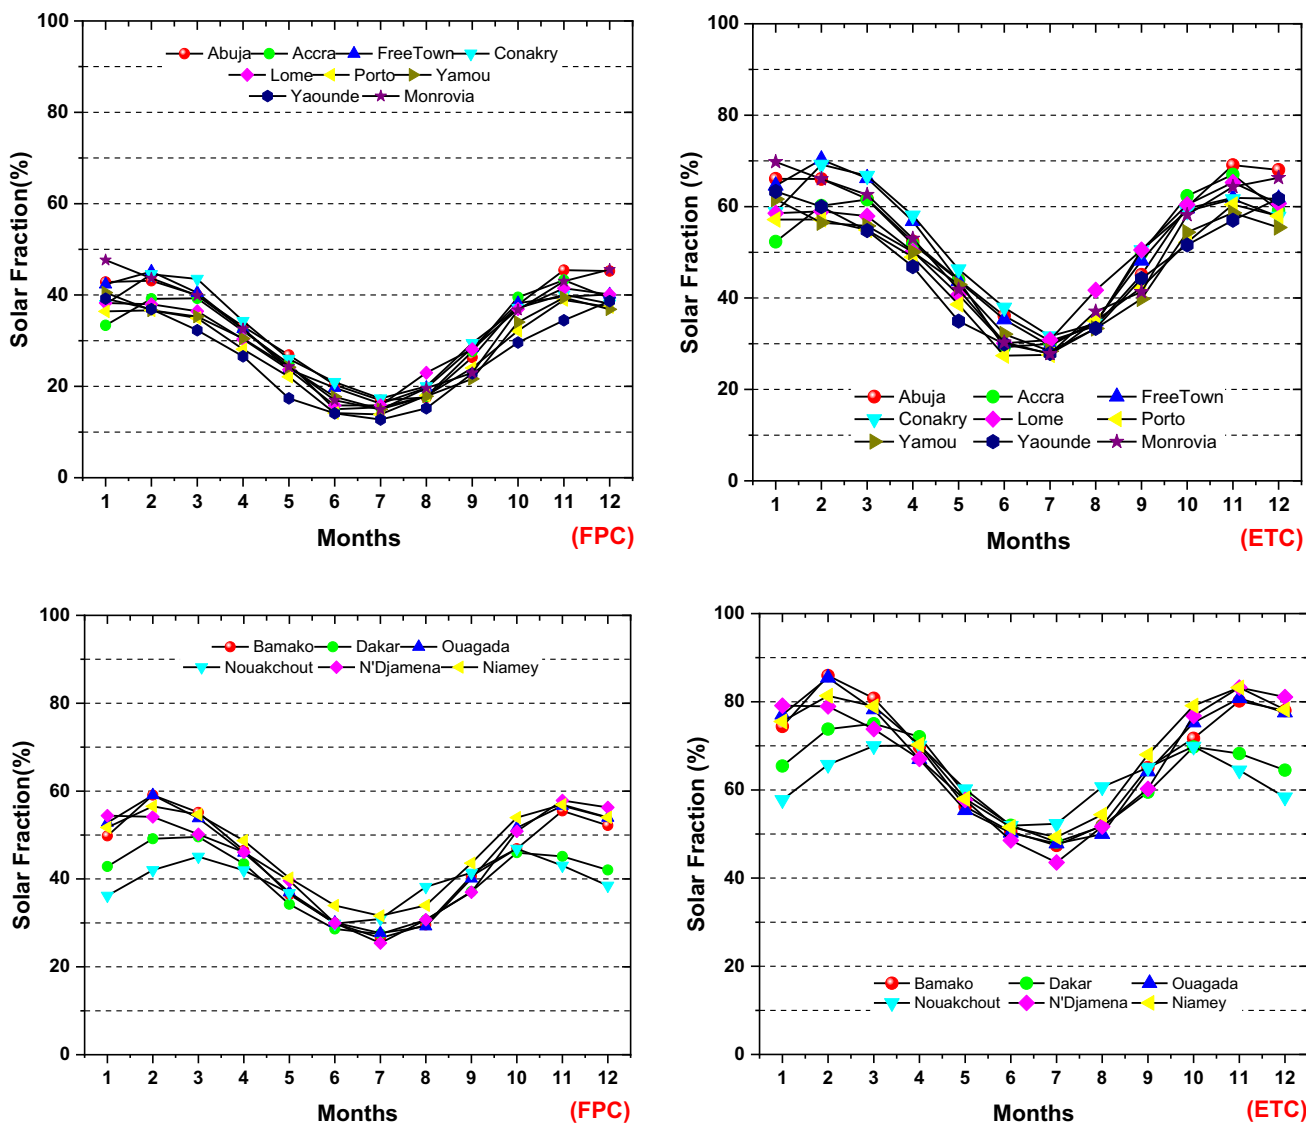 100
80
60
40
20
0
Solar Fraction(%)
Abuja Accra FreeTown Conakry
Lome Porto Yamou
Yaounde Monrovia
1 2 3 4 5 6 7 8 9 10 11 12
Months
(FPC)
100
80
60
40
20
0
Solar Fraction (%)
Abuja Accra FreeTown
Conakry Lome Porto
Yamou Yaounde Monrovia
1 2 3 4 5 6 7 8 9 10 11 12
Months
(ETC)
100
80
60
40
20
0
Solar Fraction(%)
Bamako Dakar Ouagada
Nouakchout N'Djamena Niamey
1 2 3 4 5 6 7 8 9 10 11 12
Months
(FPC)
100
80
60
40
20
0
Solar Fraction (%)
Bamako Dakar Ouagada
Nouakchout N'Djamena Niamey
1 2 3 4 5 6 7 8 9 10 11 12
Months
(ETC)